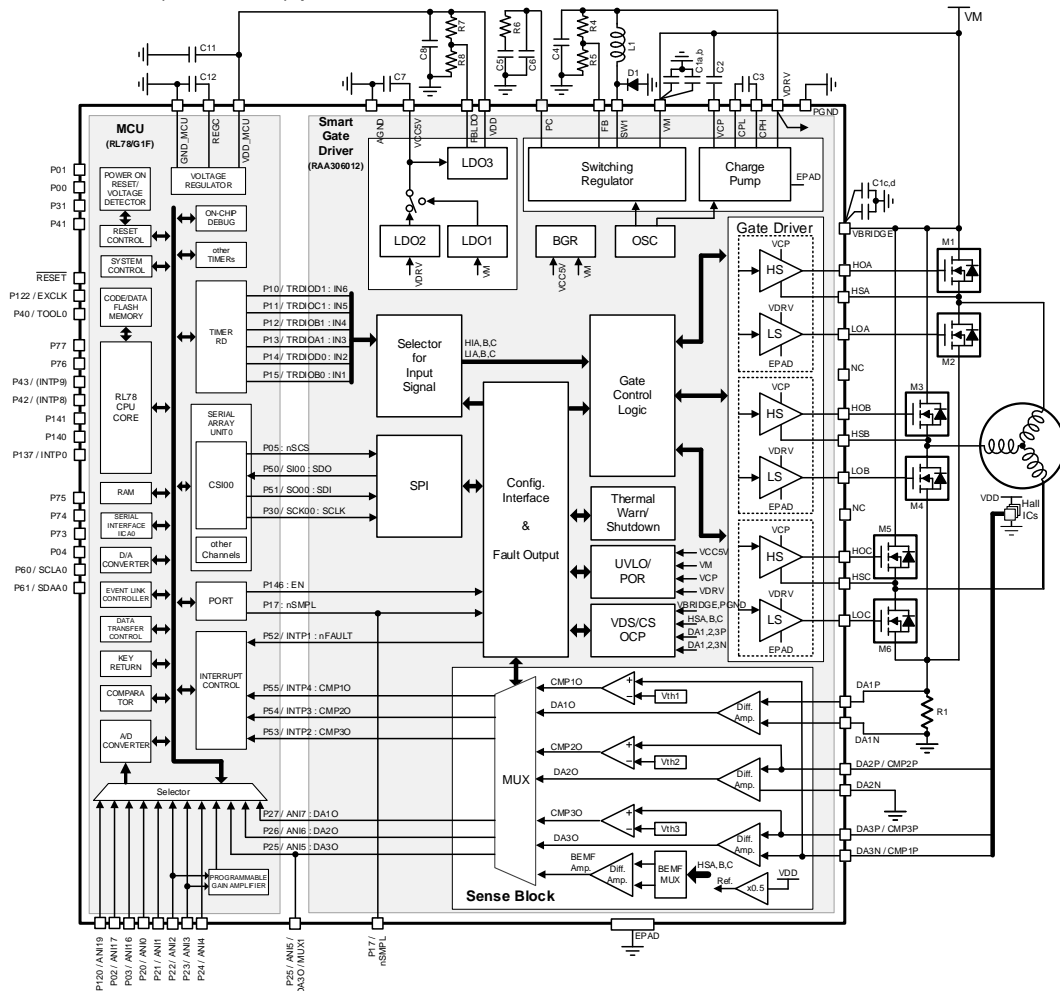 VM
C11
C12
R7
R8
C8
C7
R6
C5
C6
R4
R5
C4
L1
D1
C1a,b
C2
C3
VDRV
PGND
GND_MCU
REGC
VDD_MCU
AGND
VCC5V
FBLDO
VDD
PC
FB
SW1
VM
VCP
CPL
CPH
MCU
(RL78/G1F)
Smart
Gate
Driver
(RAA306012)
P01
P00
P31
P41
RESET
P122 / EXCLK
P40 / TOOL0
P77
P76
P43 / (INTP9)
P42 / (INTP8)
P141
P140
P137 / INTP0
P75
P74
P73
P04
P60 / SCLA0
P61 / SDAA0
POWER ON
RESET/
VOLTAGE
DETECTOR
VOLTAGE
REGULATOR
RESET
CONTROL
ON-CHIP
DEBUG
SYSTEM
CONTROL
other
TIMERs
CODE/DATA
FLASH
MEMORY
TIMER
RD
RL78
CPU
CORE
SERIAL
ARRAY
UNIT0
CSI00
other
Channels
RAM
SERIAL
INTERFACE
IICA0
D/A
CONVERTER
EVENT LINK
CONTROLLER
PORT
DATA
TRANSFER
CONTROL
KEY
RETURN
INTERRUPT
CONTROL
COMPARA
TOR
A/D
CONVERTER
Selector
PROGRAMMABLE
GAIN AMPLIFIER
P10 / TRDIOD1 : IN6
P11 / TRDIOC1 : IN5
P12 / TRDIOB1 : IN4
P13 / TRDIOA1 : IN3
P14 / TRDIOD0 : IN2
P15 / TRDIOB0 : IN1
P05 : nSCS
P50 / SI00 : SDO
P51 / SO00 : SDI
P30 / SCK00 : SCLK
P146 : EN
P17 : nSMPL
P52 / INTP1 : nFAULT
P55 / INTP4 : CMP1O
P54 / INTP3 : CMP2O
P53 / INTP2 : CMP3O
P27 / ANI7 : DA1O
P26 / ANI6 : DA2O
P25 / ANI5 : DA3O
LDO3
LDO2
LDO1
VDRV
VM
Switching
Regulator
Charge
Pump
EPAD
BGR
OSC
VCC5V
VM
Selector
for
Input
Signal
HIA,B,C
LIA,B,C
SPI
Config.
Interface
&
Fault Output
Gate
Control
Logic
Thermal
Warn/
Shutdown
UVLO/
POR
VCC5V
VM
VCP
VDRV
VDS/CS
OCP
VBRIDGE,PGND
HSA,B,C
DA1,2,3P
DA1,2,3N
Gate Driver
VCP
HS
VDRV
LS
EPAD
VCP
HS
VDRV
LS
EPAD
VCP
HS
VDRV
LS
EPAD
C1c,d
VBRIDGE
HOA
HSA
LOA
NC
HOB
HSB
LOB
NC
HOC
HSC
LOC
M1
M2
M3
M4
M5
M6
VDD
Hall
ICs
R1
DA1P
DA1N
DA2P / CMP2P
DA2N
DA3P / CMP3P
DA3N / CMP1P
MUX
CMP1O
Vth1
DA1O
Diff.
Amp.
CMP2O
Vth2
DA2O
Diff.
Amp.
CMP3O
Vth3
DA3O
Diff.
Amp.
BEMF
Amp.
Diff.
Amp.
BEMF
MUX
HSA,B,C
Ref.
x0.5
VDD
Sense Block
EPAD
P120 / ANI19
P02 / ANI17
P03 / ANI16
P20 / ANI0
P21 / ANI1
P22 / ANI2
P23 / ANI3
P24 / ANI4
P25 / ANI5 /
DA3O / MUX1
P17 /
nSMPL